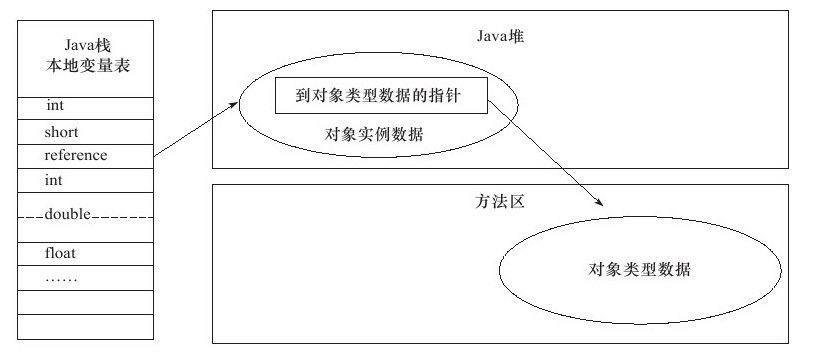 Java栈
本地变量表
int
short
reference
int
double
float
……
Java堆
到对象类型数据的指针
对象实例数据
方法区
对象类型数据